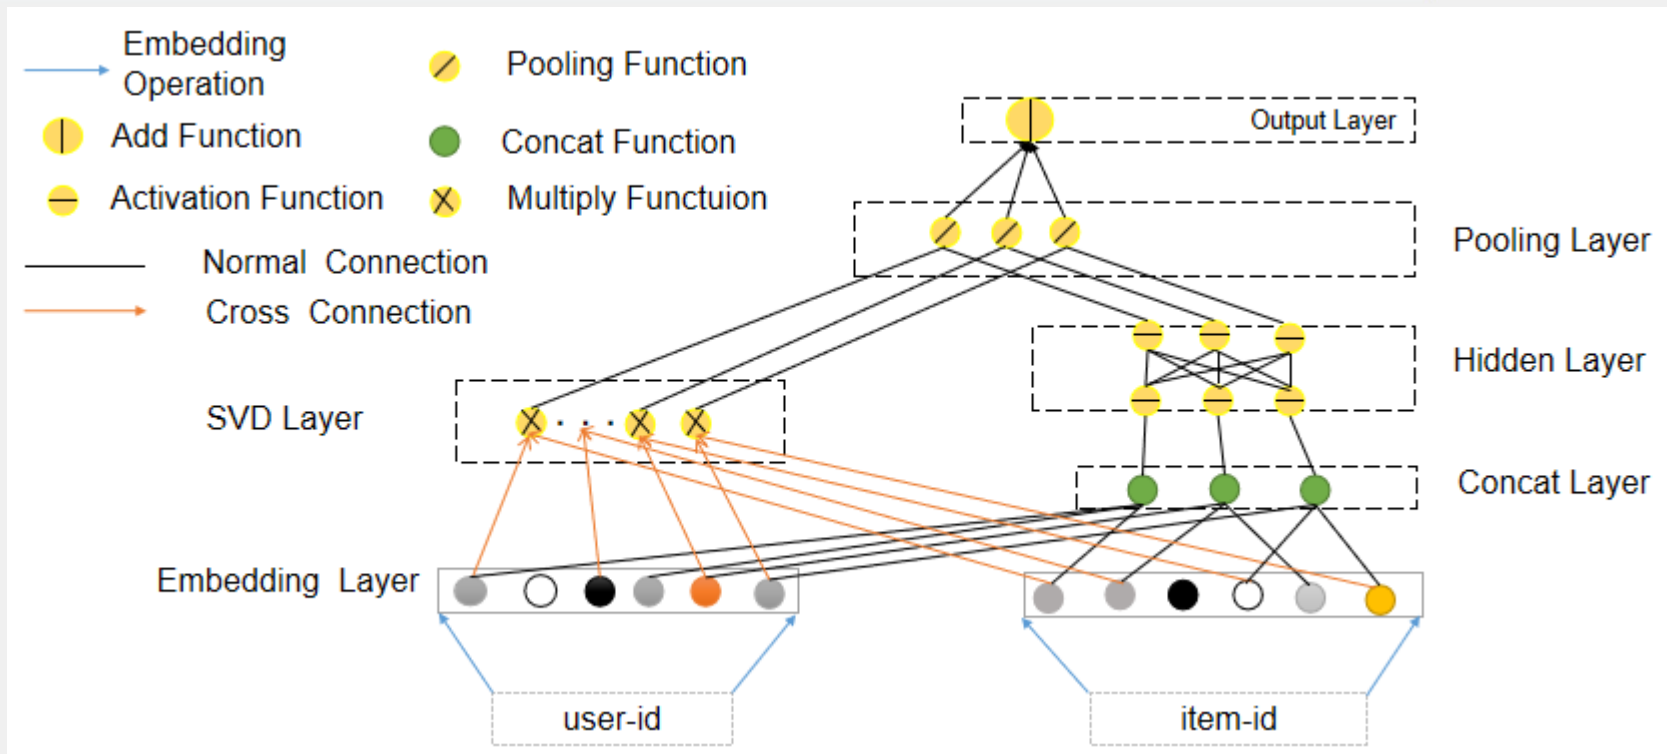 Embedding
Operation
Pooling Function
Add Function
Concat Function
Activation Function
Multiply Functuion
Normal Connection
Cross Connection
Output Layer
Pooling Layer
Hidden Layer
SVD Layer
Concat Layer
Embedding Layer
user-id
item-id